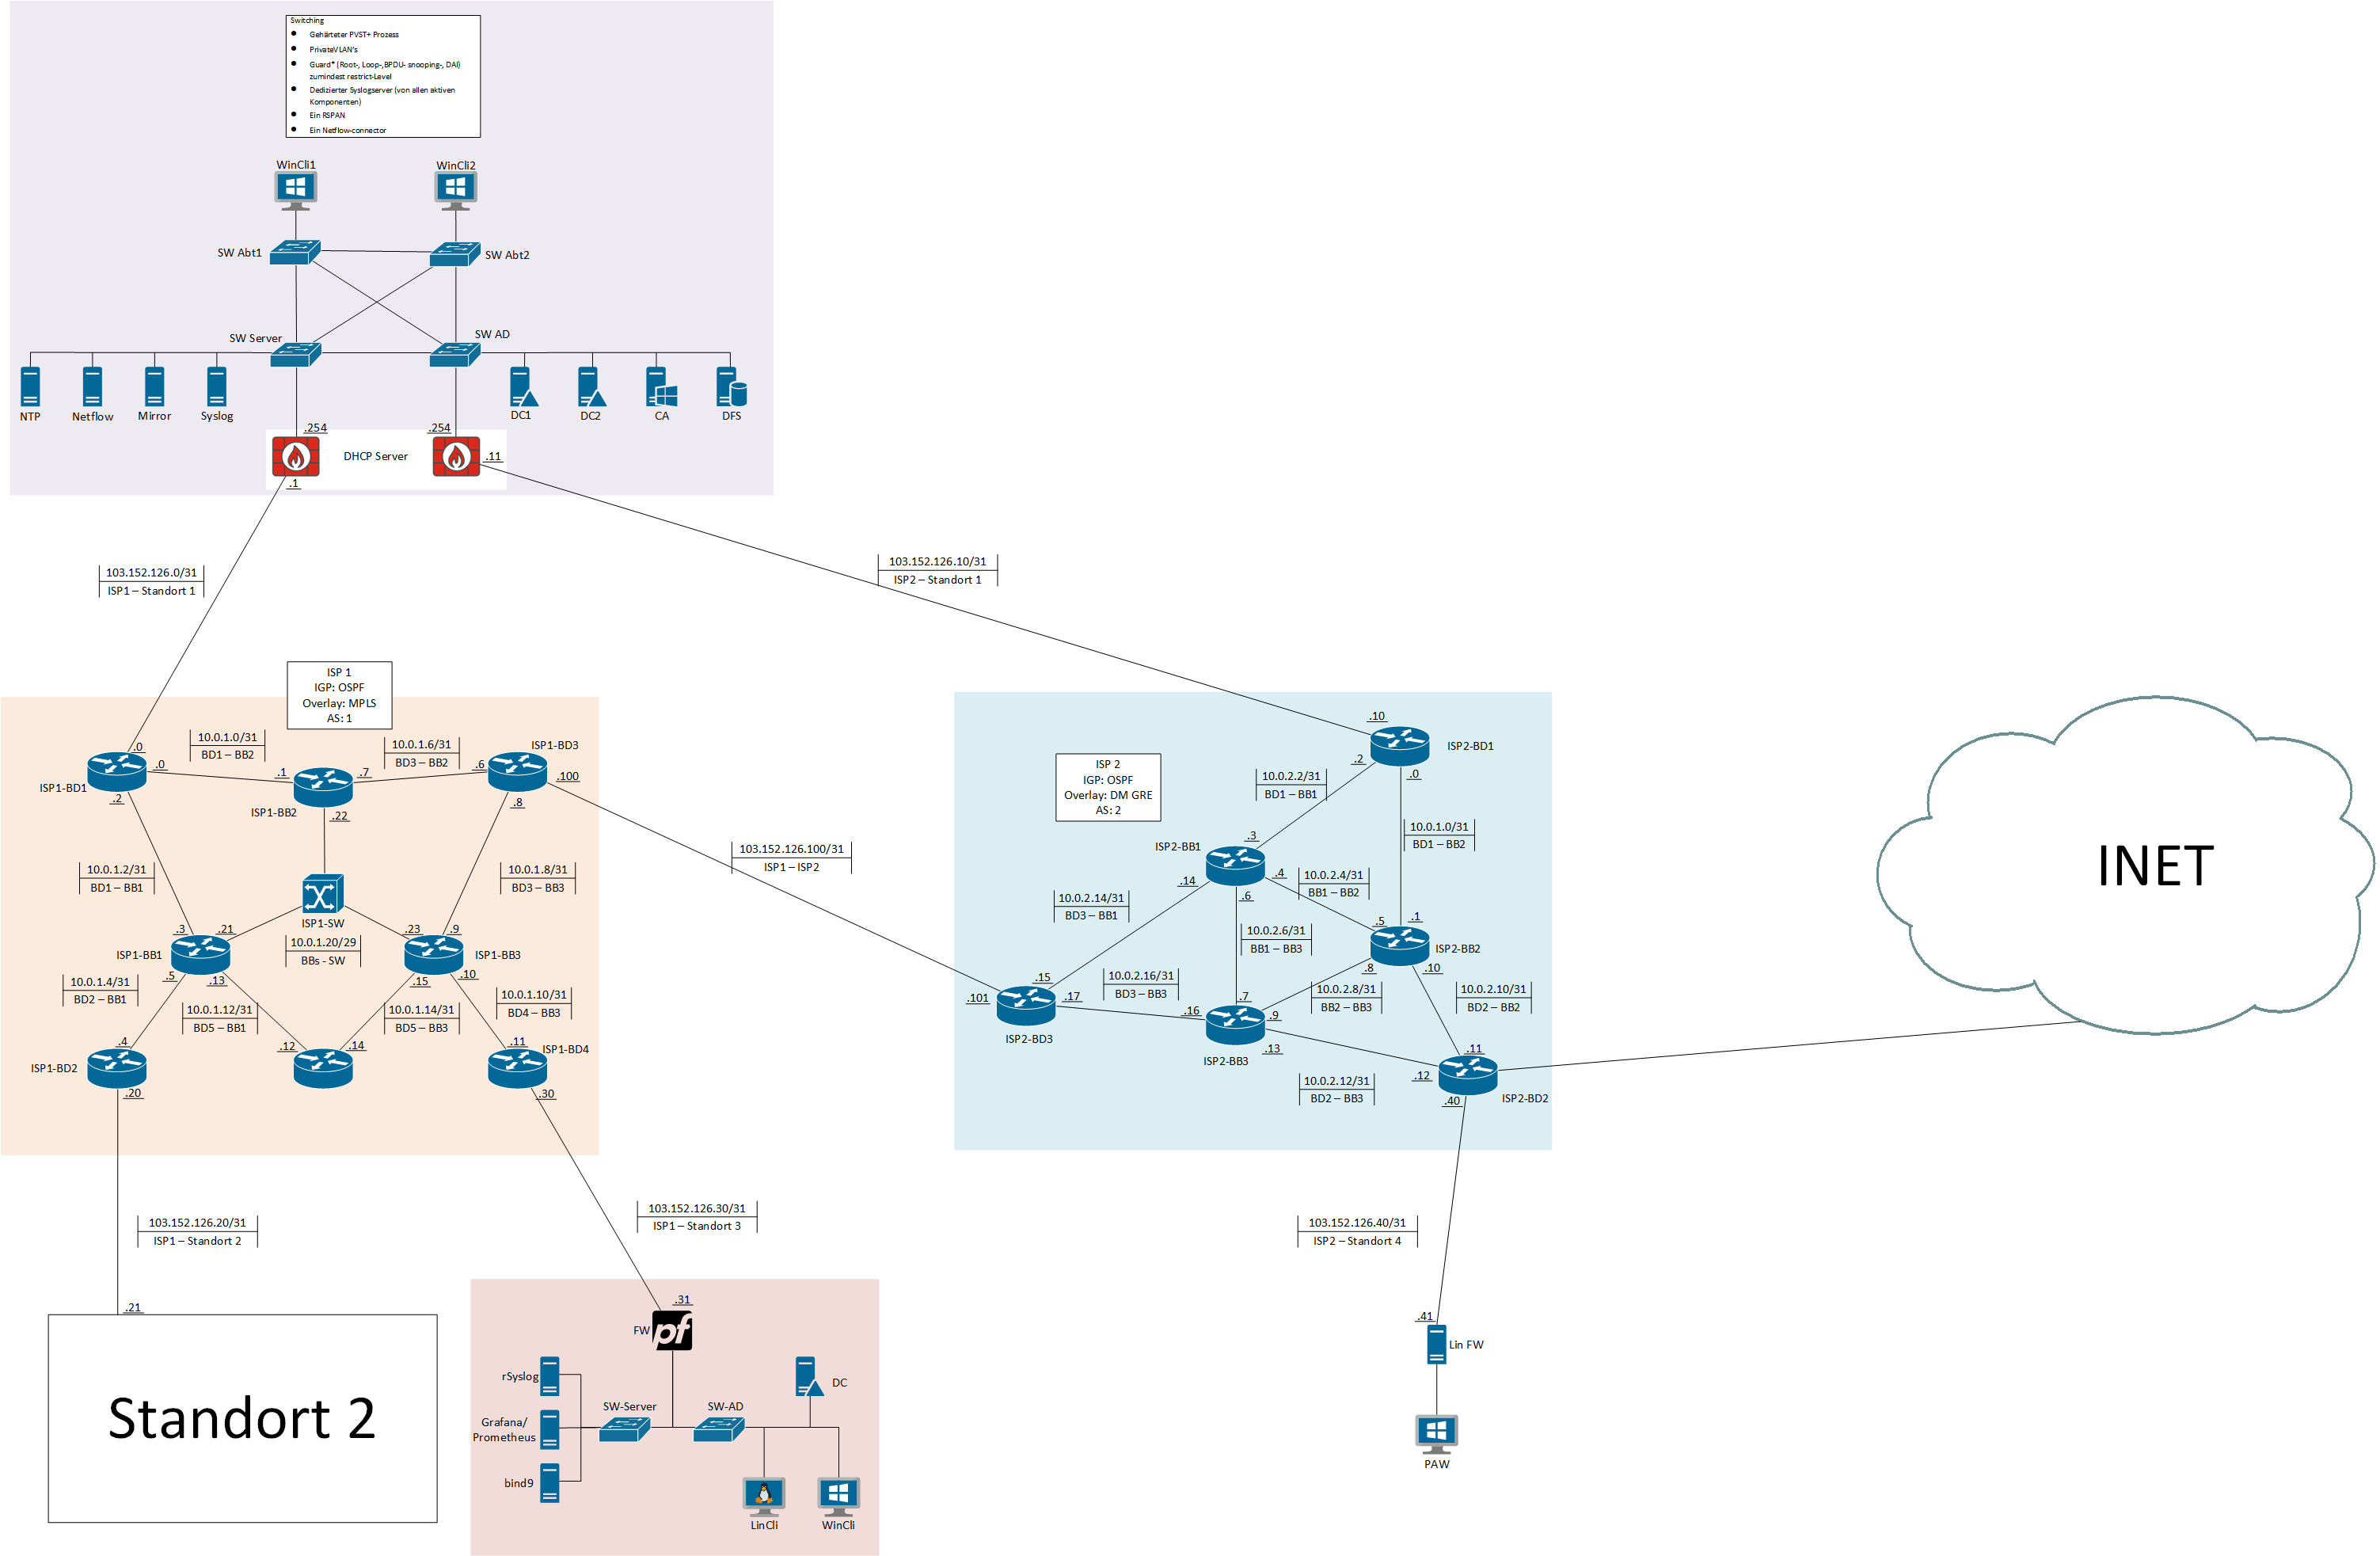 Switching
● Gehärteter PVST+ Prozess
● PrivateVLAN's
● Guard* (Root-, Loop-,BPDU- snooping-, DAI)
zumindest restrict-Level
● Dedizierter Syslogserver (von allen aktiven
Komponenten)
● Ein RSPAN
● Ein Netflow-connector
WinCli1
WinCli2
SW Abt1
SW Abt2
SW Server
SW AD
NTP
Netflow
Mirror
Syslog
DC1
DC2
CA
DFS
.254
.254
DHCP Server
.11
.1
103.152.126.0/31
ISP1 – Standort 1
103.152.126.10/31
ISP2 – Standort 1
ISP 1
IGP: OSPF
Overlay: MPLS
AS: 1
.0
.0
10.0.1.0/31
BD1 – BB2
.1
.7
10.0.1.6/31
BD3 – BB2
.6
ISP1-BD3
.100
ISP1-BD1
.2
ISP1-BB2
.22
.8
10.0.1.2/31
BD1 – BB1
10.0.1.8/31
BD3 – BB3
ISP1-SW
.3
.21
10.0.1.20/29
BBs - SW
.23
.9
ISP1-BB1
ISP1-BB3
.5
.13
.15
.10
10.0.1.4/31
BD2 – BB1
10.0.1.12/31
BD5 – BB1
10.0.1.14/31
BD5 – BB3
10.0.1.10/31
BD4 – BB3
.4
.12
.14
.11
ISP1-BD4
ISP1-BD2
.20
.30
103.152.126.100/31
ISP1 – ISP2
ISP 2
IGP: OSPF
Overlay: DM GRE
AS: 2
.10
ISP2-BD1
.2
.0
10.0.2.2/31
BD1 – BB1
10.0.1.0/31
BD1 – BB2
.3
ISP2-BB1
.14
.4
.6
10.0.2.4/31
BB1 – BB2
10.0.2.14/31
BD3 – BB1
.5
.1
ISP2-BB2
10.0.2.6/31
BB1 – BB3
.8
.10
.15
.101
.17
10.0.2.16/31
BD3 – BB3
.16
.7
.9
10.0.2.8/31
BB2 – BB3
10.0.2.10/31
BD2 – BB2
ISP2-BD3
ISP2-BB3
.13
10.0.2.12/31
BD2 – BB3
.11
.12
.40
ISP2-BD2
INET
103.152.126.20/31
ISP1 – Standort 2
103.152.126.30/31
ISP1 – Standort 3
103.152.126.40/31
ISP2 – Standort 4
.21
Standort 2
.31
FW
pf
rSyslog
Grafana/
Prometheus
bind9
SW-Server
SW-AD
DC
LinCli
WinCli
.41
Lin FW
PAW